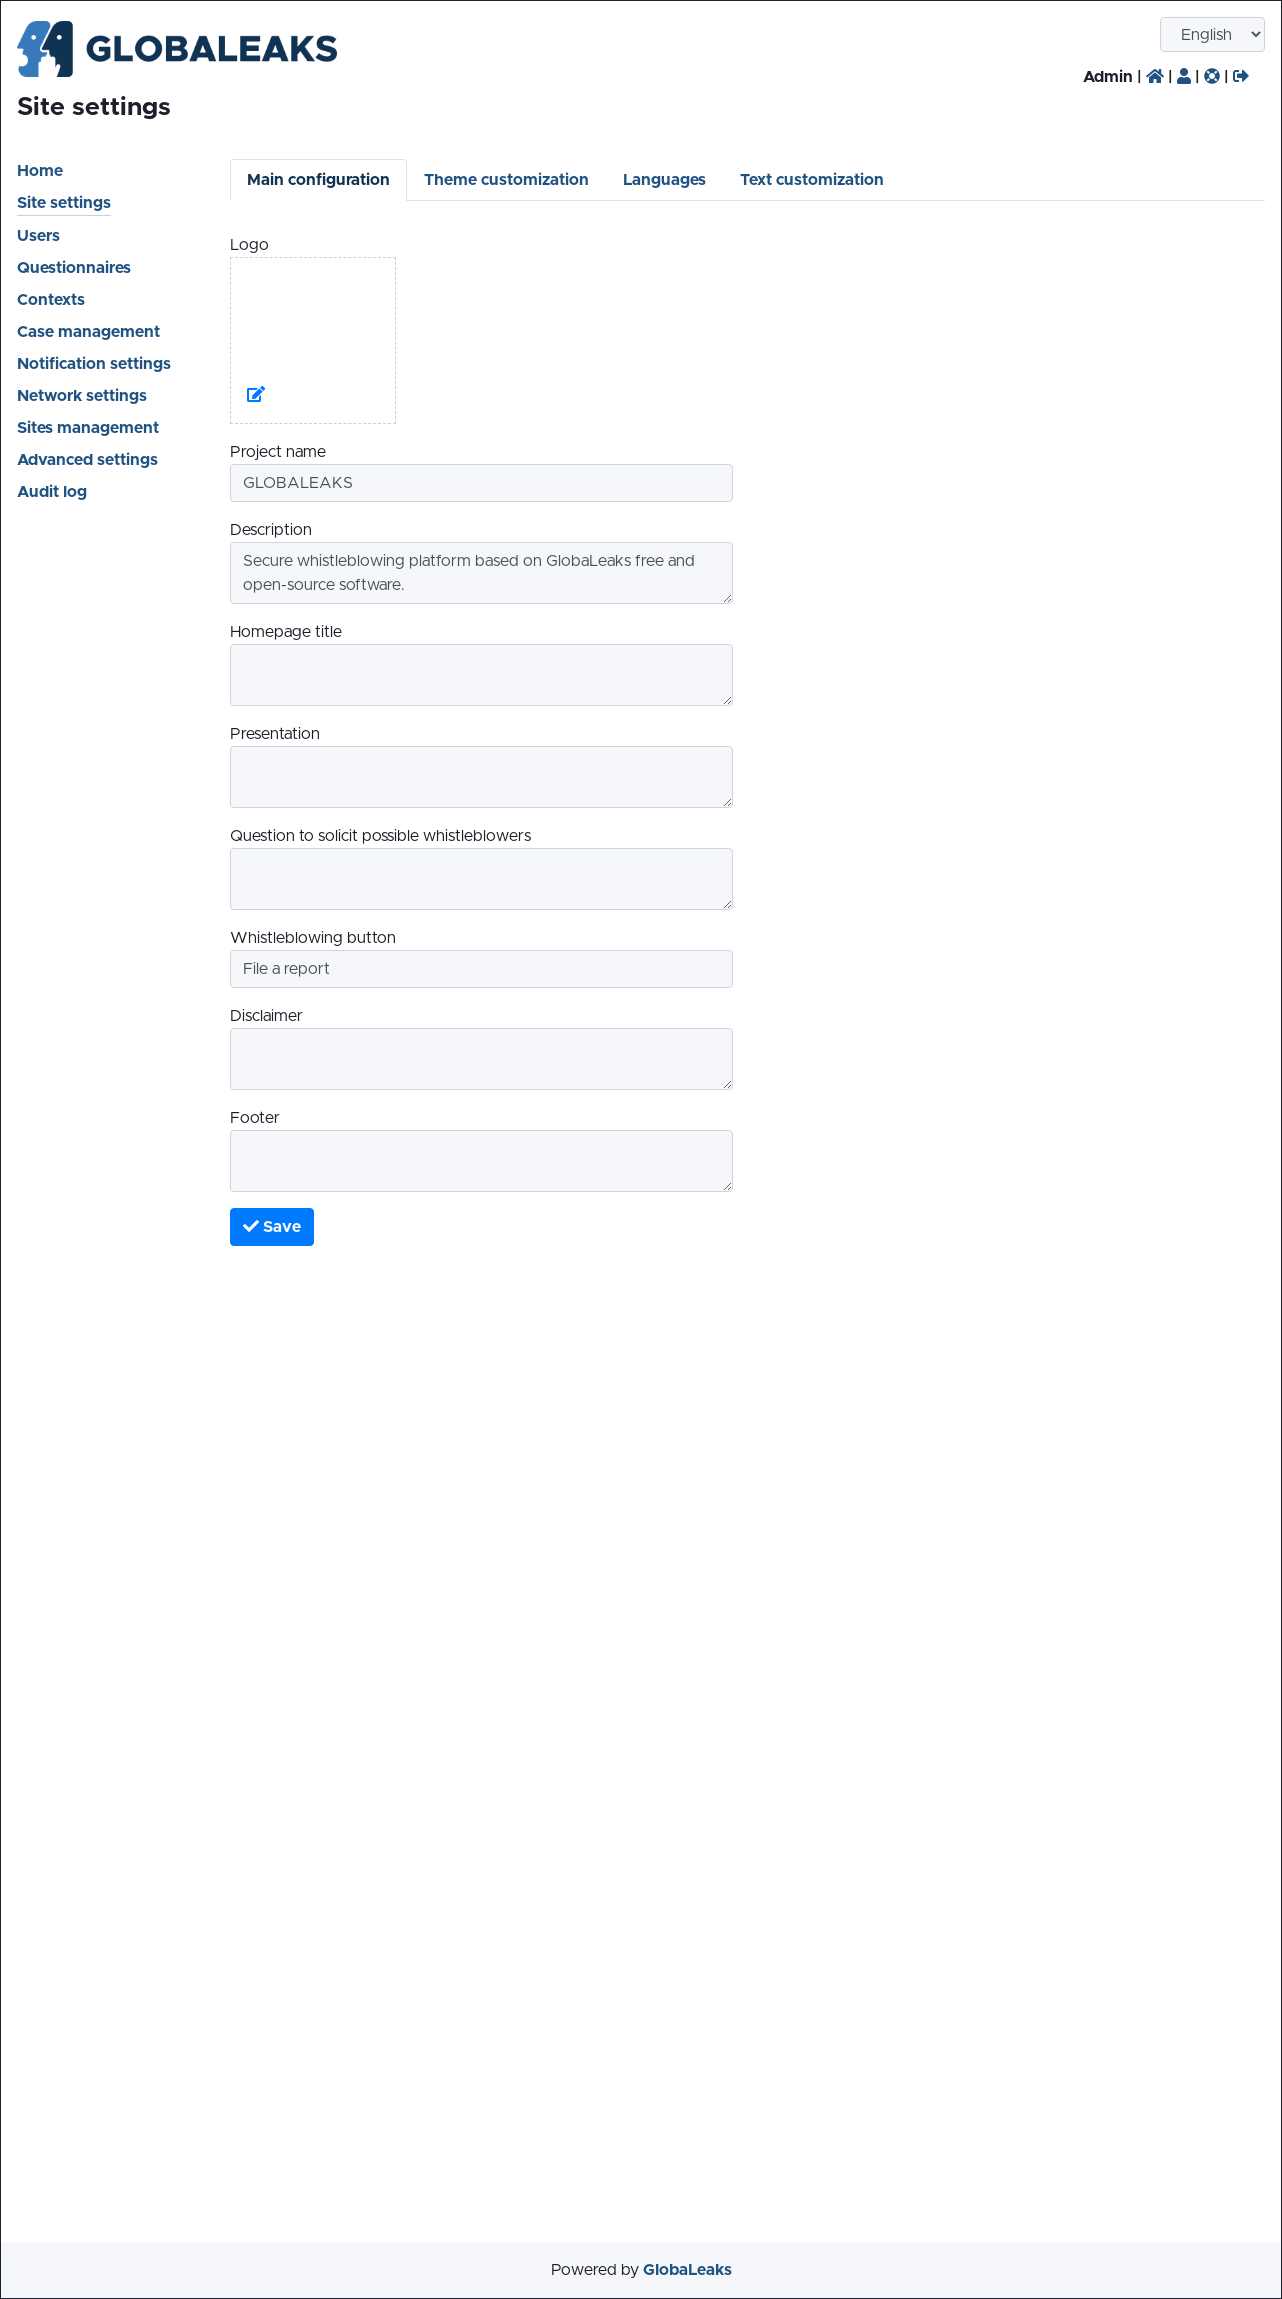 GLOBALEAKS
English
Admin | | | |
Site settings
Home
Site settings
Users
Questionnaires
Contexts
Case management
Notification settings
Network settings
Sites management
Advanced settings
Audit log
Main configuration Theme customization Languages Text customization
Logo
Project name
GLOBALEAKS
Description
Secure whistleblowing platform based on GlobaLeaks free and
open-source software.
Homepage title
Presentation
Question to solicit possible whistleblowers
Whistleblowing button
File a report
Disclaimer
Footer
Save
Powered by GlobaLeaks